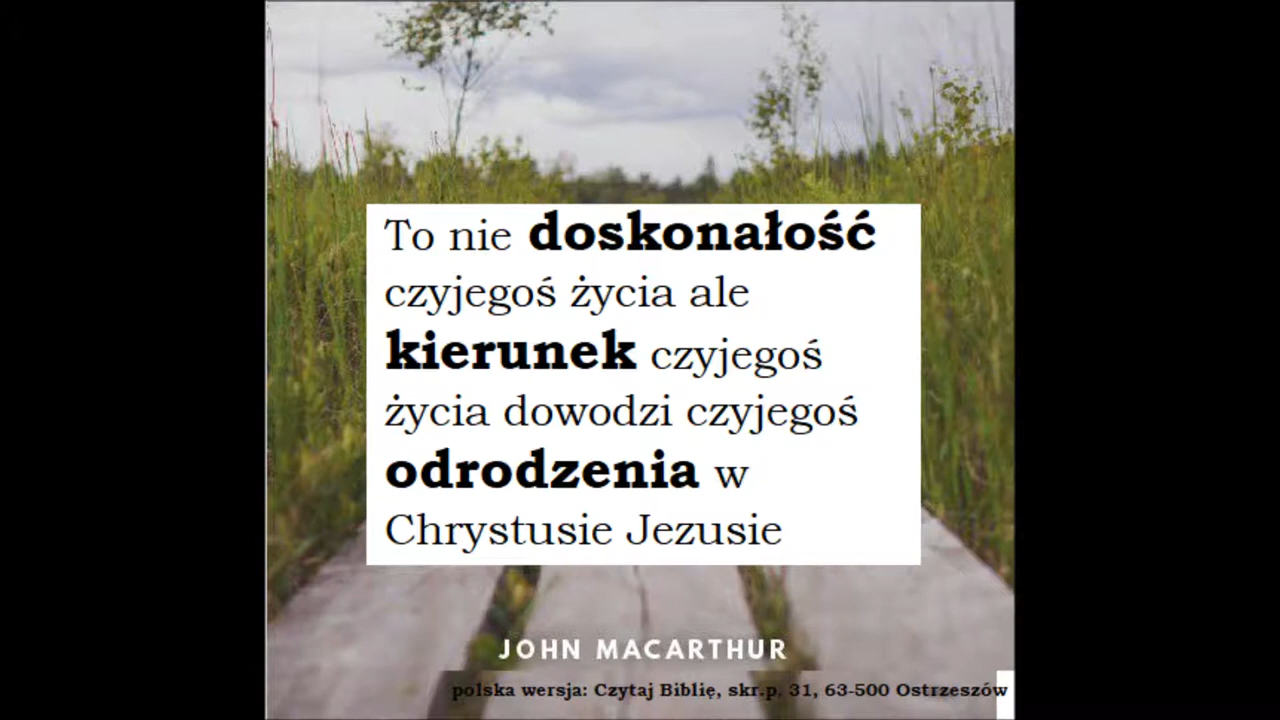 To nie doskonałość
czyjegoś życia ale
kierunek czyjegoś
życia dowodzi czyjegoś
odrodzenia w
Chrystusie Jezusie
JOHN MACARTHUR
polska wersja: Czytaj Biblię, skr.p. 31, 63-500 Ostrzeszów